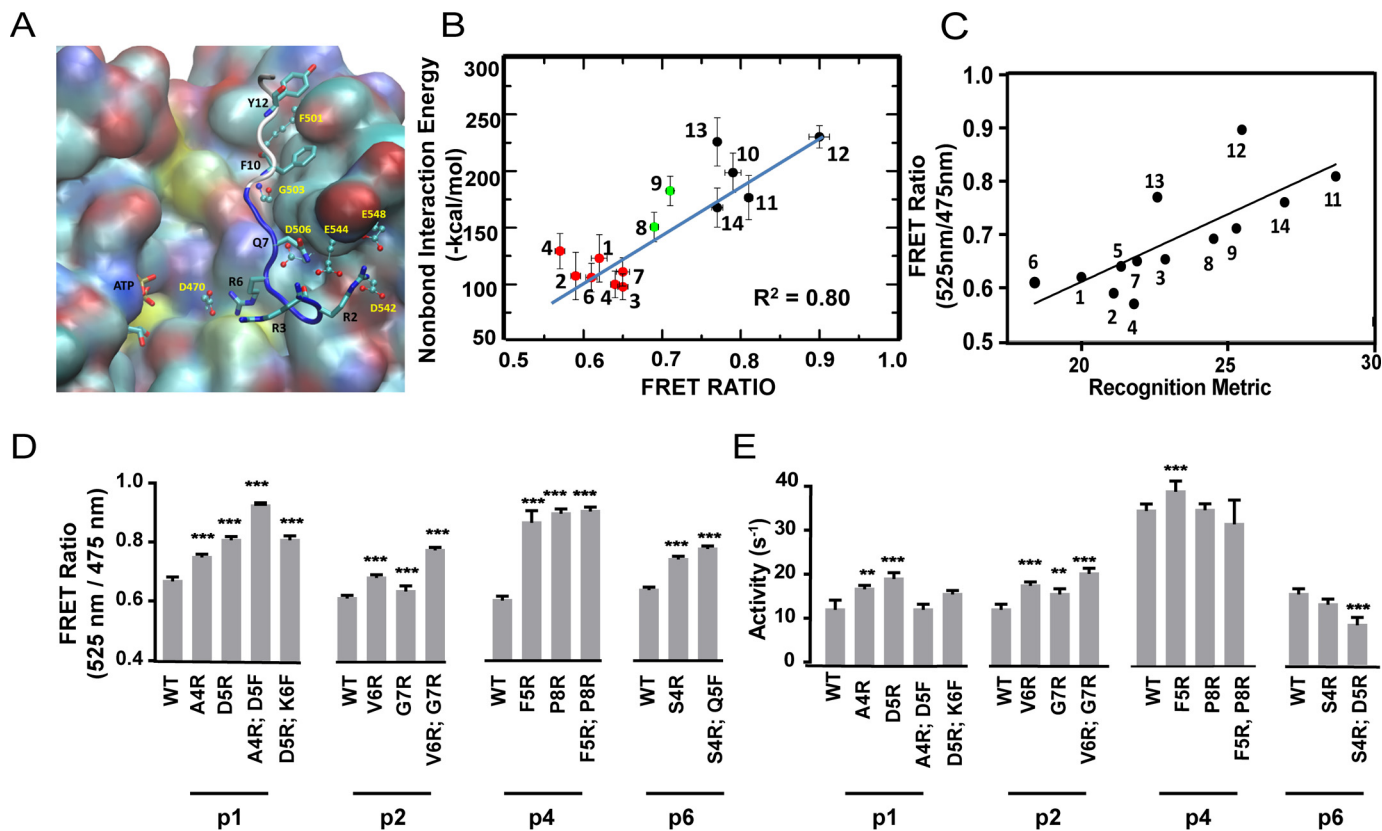 A
Y12
F501
F10
G503
E548
D506
E544
Q7
ATP
D470
R6
R3
R2
D542
B
Nonbond Interaction Energy
(-kcal/mol)
300
250
200
150
100
50
13
10
12
9
11
14
8
4
1
2
6
4
7
3
R² = 0.80
0.5
0.6
0.7
0.8
0.9
1.0
FRET RATIO
C
FRET Ratio
(525nm/475nm)
1.0
0.9
0.8
0.7
0.6
0.5
12
13
11
14
5
9
8
6
7
3
1
2
4
20
25
30
Recognition Metric
D
FRET Ratio
(525 nm / 475 nm)
1.0
0.8
0.6
0.4
***
***
***
***
***
***
***
***
***
***
***
***
WT
A4R
D5R
A4R; D5F
D5R; K6F
WT
V6R
G7R
V6R; G7R
WT
F5R
P8R
F5R; P8R
WT
S4R
S4R; Q5F
p1
p2
p4
p6
E
Activity (s⁻¹)
40
30
20
10
0
**
***
***
**
***
***
***
WT
A4R
D5R
A4R; D5F
D5R; K6F
WT
V6R
G7R
V6R; G7R
WT
F5R
P8R
F5R, P8R
WT
S4R
S4R; D5R
p1
p2
p4
p6